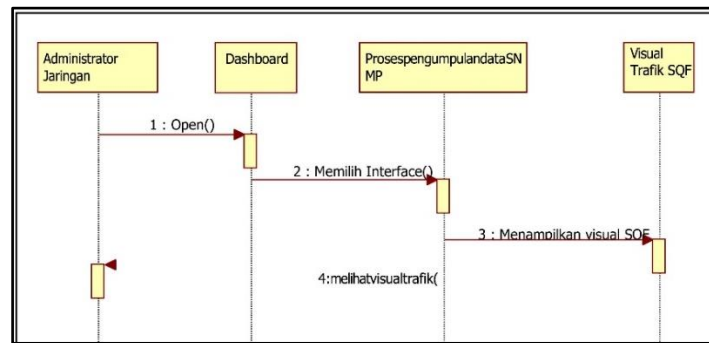 Administrator
Jaringan
Dashboard
ProsespengumpulandataSN
MP
Visual
Trafik SQF
1 : Open()
2 : Memilih Interface()
3 : Menampilkan visual SQF
4:melihatvisualtrafik(